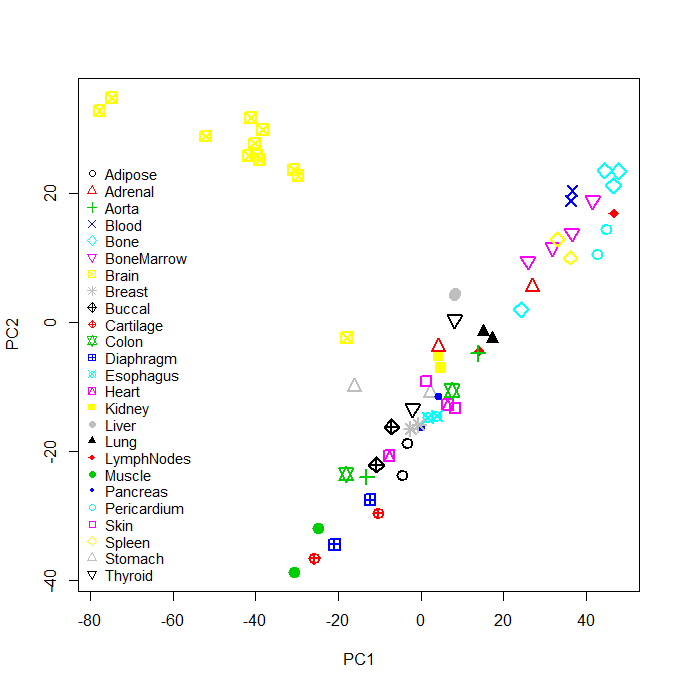 20
0
-20
-40
PC2
Adipose
Adrenal
Aorta
Blood
Bone
BoneMarrow
Brain
Breast
Buccal
Cartilage
Colon
Diaphragm
Esophagus
Heart
Kidney
Liver
Lung
LymphNodes
Muscle
Pancreas
Pericardium
Skin
Spleen
Stomach
Thyroid
-80 -60 -40 -20 0 20 40
PC1